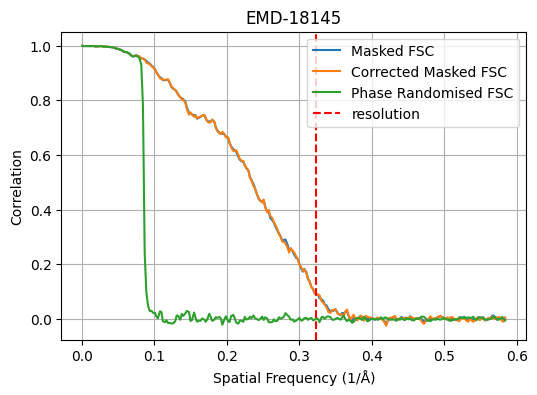 EMD-18145
Masked FSC
Corrected Masked FSC
Phase Randomised FSC
resolution
Correlation
1.0
0.8
0.6
0.4
0.2
0.0
0.0 0.1 0.2 0.3 0.4 0.5 0.6
Spatial Frequency (1/Å)